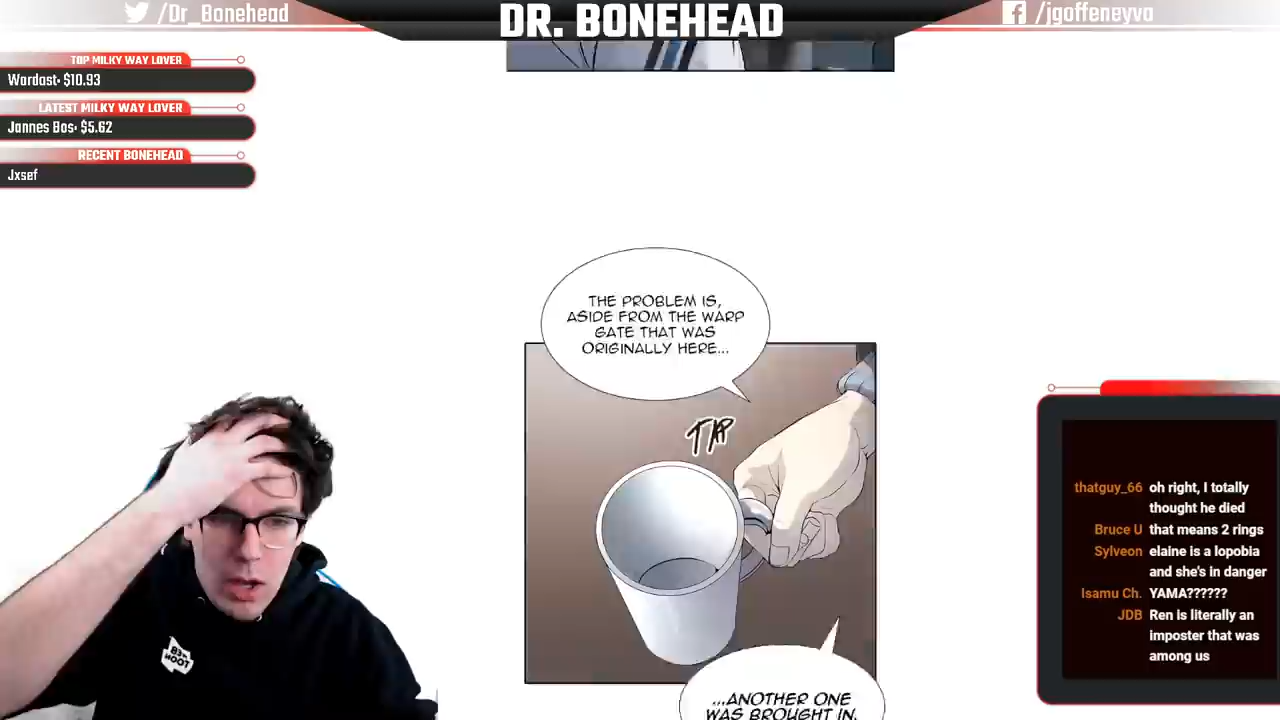 /Dr_Bonehead
DR. BONEHEAD
/jgoffeneyva
TOP MILKY WAY LOVER
Wardast• $10.93
LATEST MILKY WAY LOVER
Jannes Bos• $5.62
RECENT BONEHEAD
Jxsef
THE PROBLEM IS,
ASIDE FROM THE WARP
GATE THAT WAS
ORIGINALLY HERE...
TAP
...ANOTHER ONE
WAS BROUGHT IN.
thatguy_66 oh right, I totally
thought he died
Bruce U that means 2 rings
Sylveon elaine is a lopobia
and she's in danger
Isamu Ch. YAMA??????
JDB Ren is literally an
imposter that was
among us